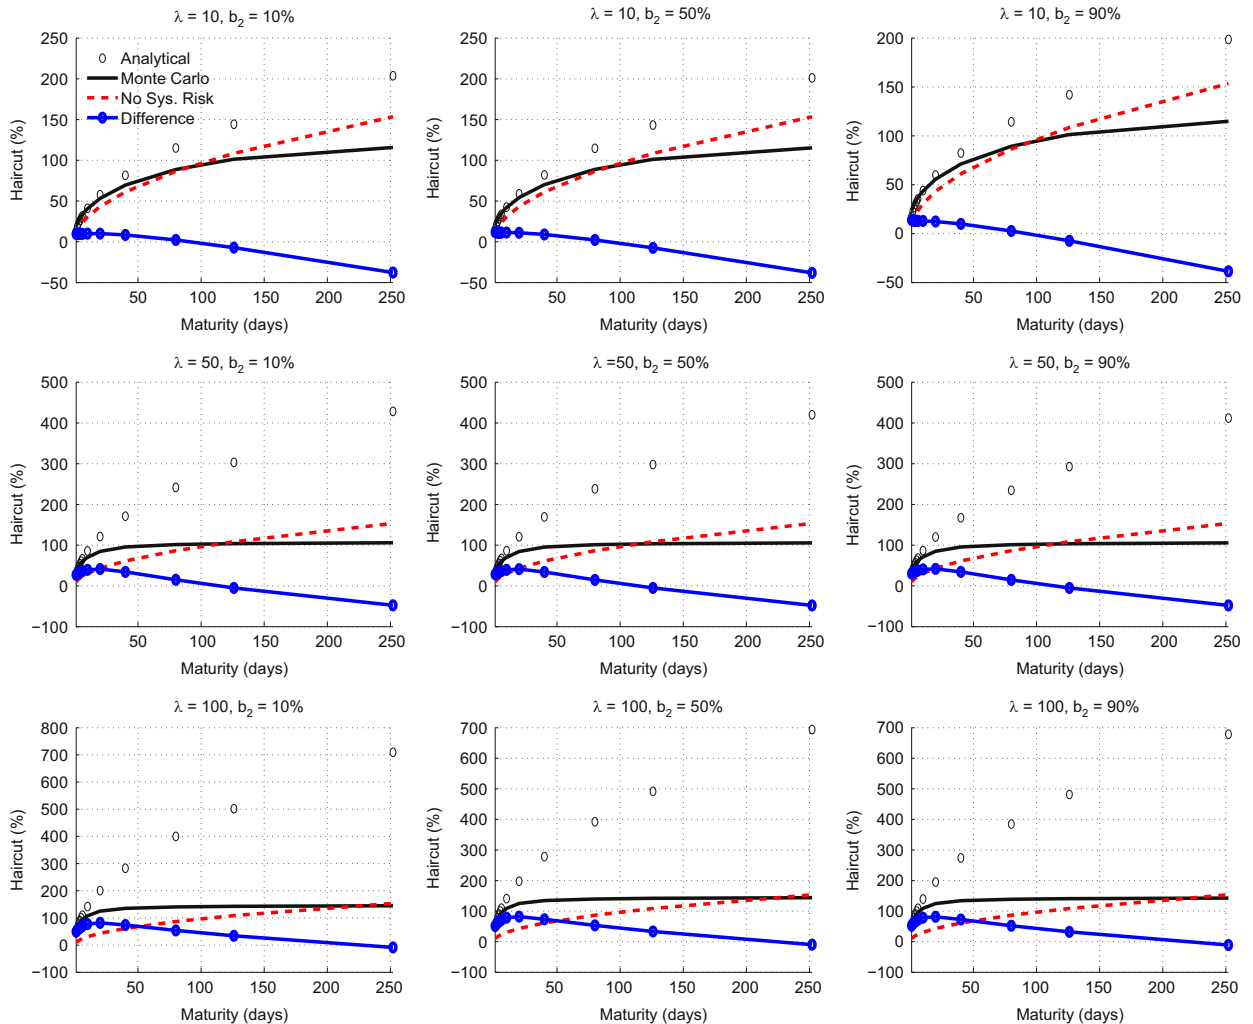 λ = 10, b2 = 10%
λ = 10, b2 = 50%
λ = 10, b2 = 90%
Haircut (%)
250
200
150
100
50
0
−50
Analytical
Monte Carlo
No Sys. Risk
Difference
50 100 150 200 250
Maturity (days)
Haircut (%)
250
200
150
100
50
0
−50
50 100 150 200 250
Maturity (days)
Haircut (%)
200
150
100
50
0
−50
50 100 150 200 250
Maturity (days)
λ = 50, b2 = 10%
λ =50, b2 = 50%
λ = 50, b2 = 90%
Haircut (%)
500
400
300
200
100
0
−100
50 100 150 200 250
Maturity (days)
Haircut (%)
500
400
300
200
100
0
−100
50 100 150 200 250
Maturity (days)
Haircut (%)
500
400
300
200
100
0
−100
50 100 150 200 250
Maturity (days)
λ = 100, b2 = 10%
λ = 100, b2 = 50%
λ = 100, b2 = 90%
Haircut (%)
800
700
600
500
400
300
200
100
0
−100
50 100 150 200 250
Maturity (days)
Haircut (%)
700
600
500
400
300
200
100
0
−100
50 100 150 200 250
Maturity (days)
Haircut (%)
700
600
500
400
300
200
100
0
−100
50 100 150 200 250
Maturity (days)